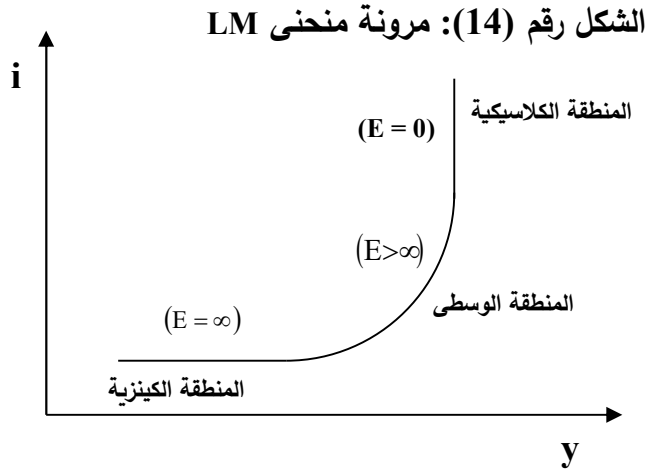 الشكل رقم (14): مرونة منحنى LM
i
المنطقة الكلاسيكية
(E = 0)
(E>∞)
المنطقة الوسطى
(E = ∞)
المنطقة الكينزية
y